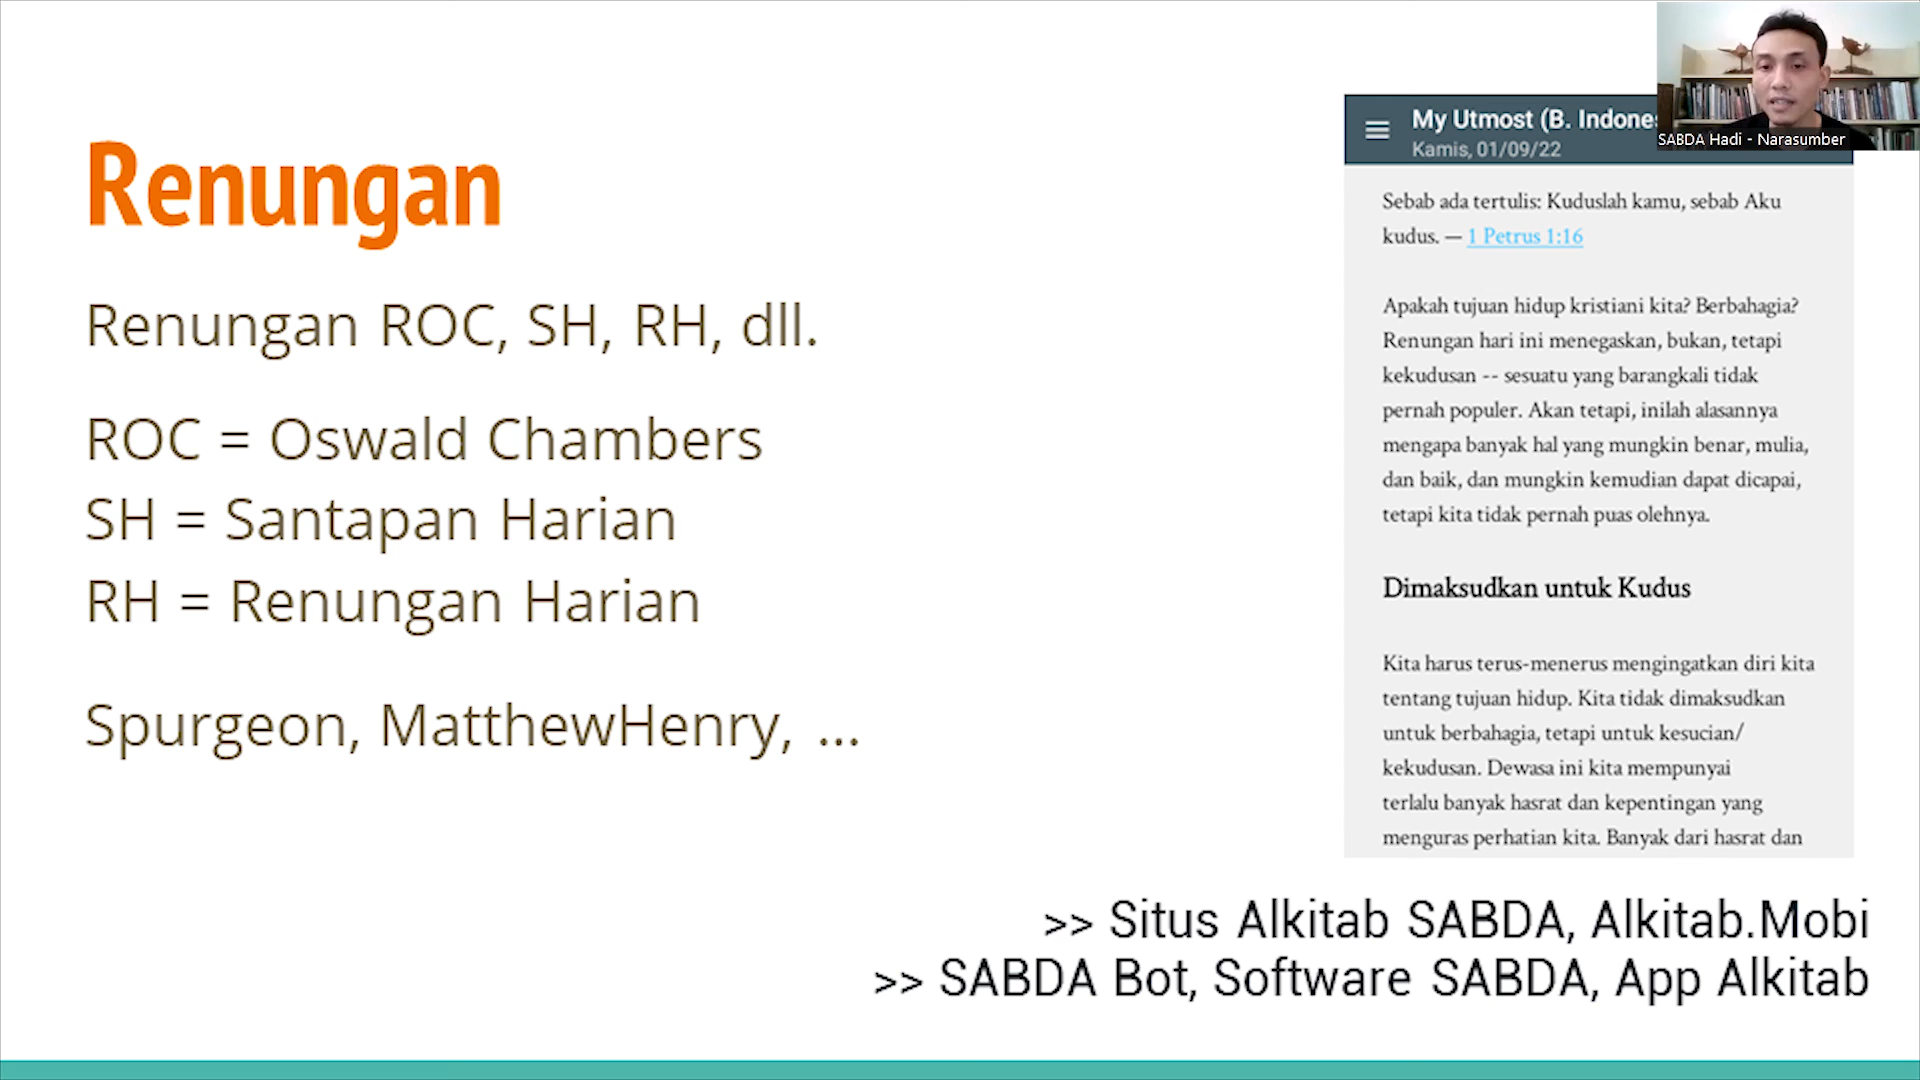 Renungan
Renungan ROC, SH, RH, dll.
ROC = Oswald Chambers
SH = Santapan Harian
RH = Renungan Harian
Spurgeon, MatthewHenry, ...
My Utmost (B. Indone
Kamis, 01/09/22
Sebab ada tertulis: Kuduslah kamu, sebab Aku
kudus. — 1 Petrus 1:16
Apakah tujuan hidup kristiani kita? Berbahagia?
Renungan hari ini menegaskan, bukan, tetapi
kekudusan -- sesuatu yang barangkali tidak
pernah populer. Akan tetapi, inilah alasannya
mengapa banyak hal yang mungkin benar, mulia,
dan baik, dan mungkin kemudian dapat dicapai,
tetapi kita tidak pernah puas olehnya.
Dimaksudkan untuk Kudus
Kita harus terus-menerus mengingatkan diri kita
tentang tujuan hidup. Kita tidak dimaksudkan
untuk berbahagia, tetapi untuk kesucian/
kekudusan. Dewasa ini kita mempunyai
terlalu banyak hasrat dan kepentingan yang
menguras perhatian kita. Banyak dari hasrat dan
SABDA Hadi - Narasumber
>> Situs Alkitab SABDA, Alkitab.Mobi
>> SABDA Bot, Software SABDA, App Alkitab